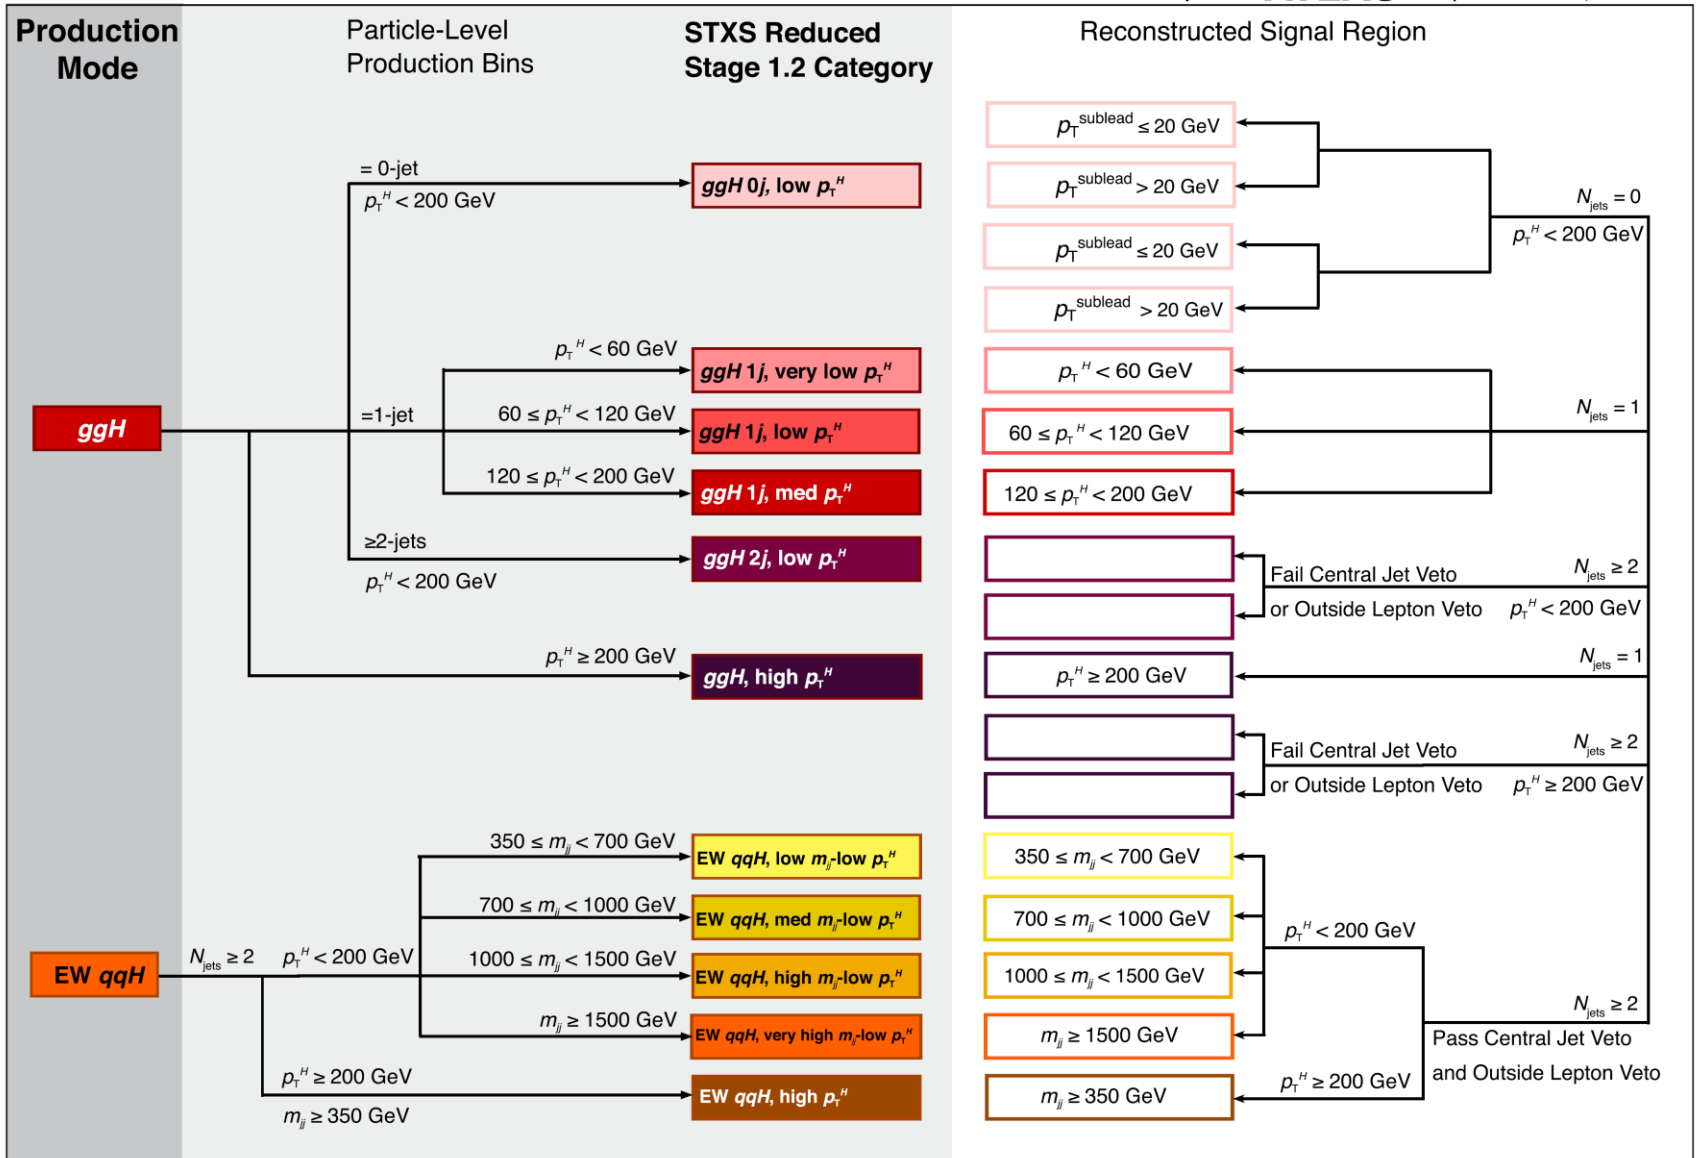 Production Mode
Particle-Level Production Bins
STXS Reduced Stage 1.2 Category
Reconstructed Signal Region
ggH
= 0-jet
p_T^H < 200 GeV
ggH 0j, low p_T^H
=1-jet
p_T^H < 60 GeV
ggH 1j, very low p_T^H
60 ≤ p_T^H < 120 GeV
ggH 1j, low p_T^H
120 ≤ p_T^H < 200 GeV
ggH 1j, med p_T^H
≥2-jets
p_T^H < 200 GeV
ggH 2j, low p_T^H
p_T^H ≥ 200 GeV
ggH, high p_T^H
EW qqH
N_jets ≥ 2
p_T^H < 200 GeV
350 ≤ m_jj < 700 GeV
EW qqH, low m_jj-low p_T^H
700 ≤ m_jj < 1000 GeV
EW qqH, med m_jj-low p_T^H
1000 ≤ m_jj < 1500 GeV
EW qqH, high m_jj-low p_T^H
m_jj ≥ 1500 GeV
EW qqH, very high m_jj-low p_T^H
p_T^H ≥ 200 GeV
m_jj ≥ 350 GeV
EW qqH, high p_T^H
p_T^sublead ≤ 20 GeV
p_T^sublead > 20 GeV
p_T^sublead ≤ 20 GeV
p_T^sublead > 20 GeV
N_jets = 0
p_T^H < 200 GeV
p_T^H < 60 GeV
60 ≤ p_T^H < 120 GeV
120 ≤ p_T^H < 200 GeV
N_jets = 1
Fail Central Jet Veto
or Outside Lepton Veto
N_jets ≥ 2
p_T^H < 200 GeV
p_T^H ≥ 200 GeV
N_jets = 1
Fail Central Jet Veto
or Outside Lepton Veto
N_jets ≥ 2
p_T^H ≥ 200 GeV
350 ≤ m_jj < 700 GeV
700 ≤ m_jj < 1000 GeV
1000 ≤ m_jj < 1500 GeV
m_jj ≥ 1500 GeV
m_jj ≥ 350 GeV
p_T^H < 200 GeV
p_T^H ≥ 200 GeV
N_jets ≥ 2
Pass Central Jet Veto
and Outside Lepton Veto